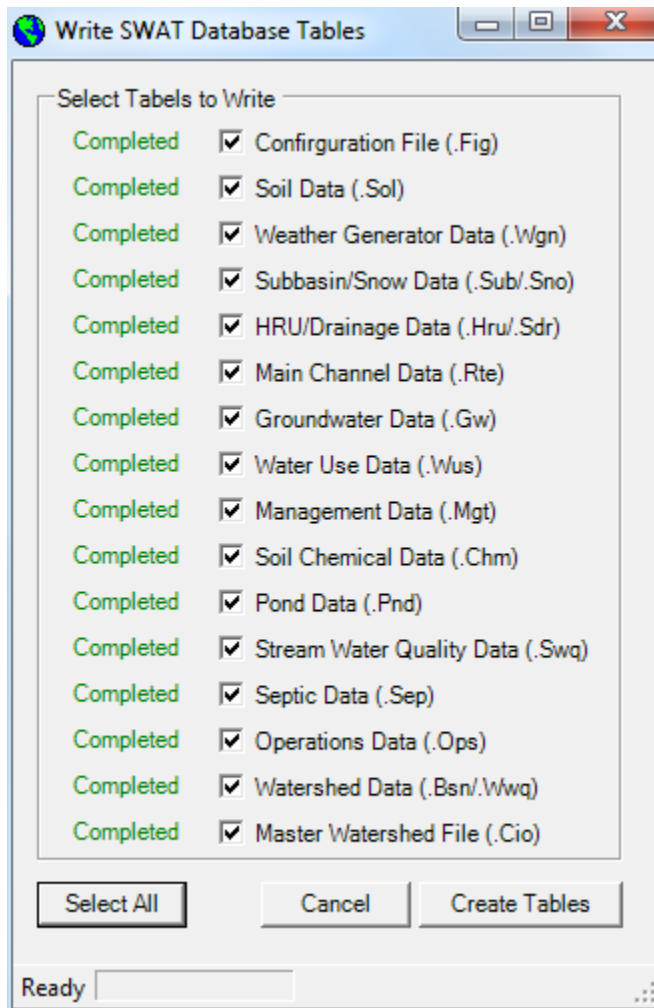 Write SWAT Database Tables
Select Tabels to Write
Completed Confirguration File (.Fig)
Completed Soil Data (.Sol)
Completed Weather Generator Data (.Wgn)
Completed Subbasin/Snow Data (.Sub/.Sno)
Completed HRU/Drainage Data (.Hru/.Sdr)
Completed Main Channel Data (.Rte)
Completed Groundwater Data (.Gw)
Completed Water Use Data (.Wus)
Completed Management Data (.Mgt)
Completed Soil Chemical Data (.Chm)
Completed Pond Data (.Pnd)
Completed Stream Water Quality Data (.Swq)
Completed Septic Data (.Sep)
Completed Operations Data (.Ops)
Completed Watershed Data (.Bsn/.Wwq)
Completed Master Watershed File (.Cio)
Select All Cancel Create Tables
Ready